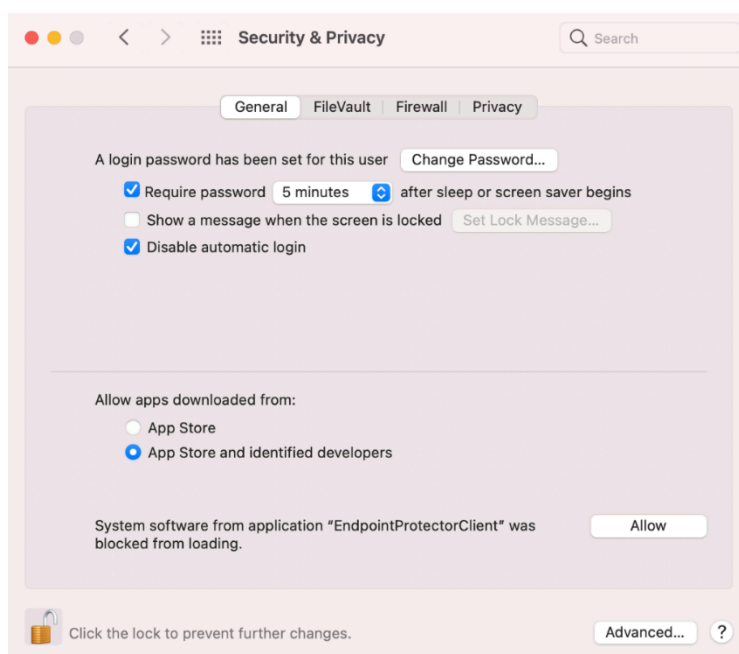 Security & Privacy
Search
General FileVault Firewall Privacy
A login password has been set for this user Change Password...
Require password 5 minutes after sleep or screen saver begins
Show a message when the screen is locked Set Lock Message...
Disable automatic login
Allow apps downloaded from:
App Store
App Store and identified developers
System software from application “EndpointProtectorClient” was Allow
blocked from loading.
Click the lock to prevent further changes. Advanced... ?